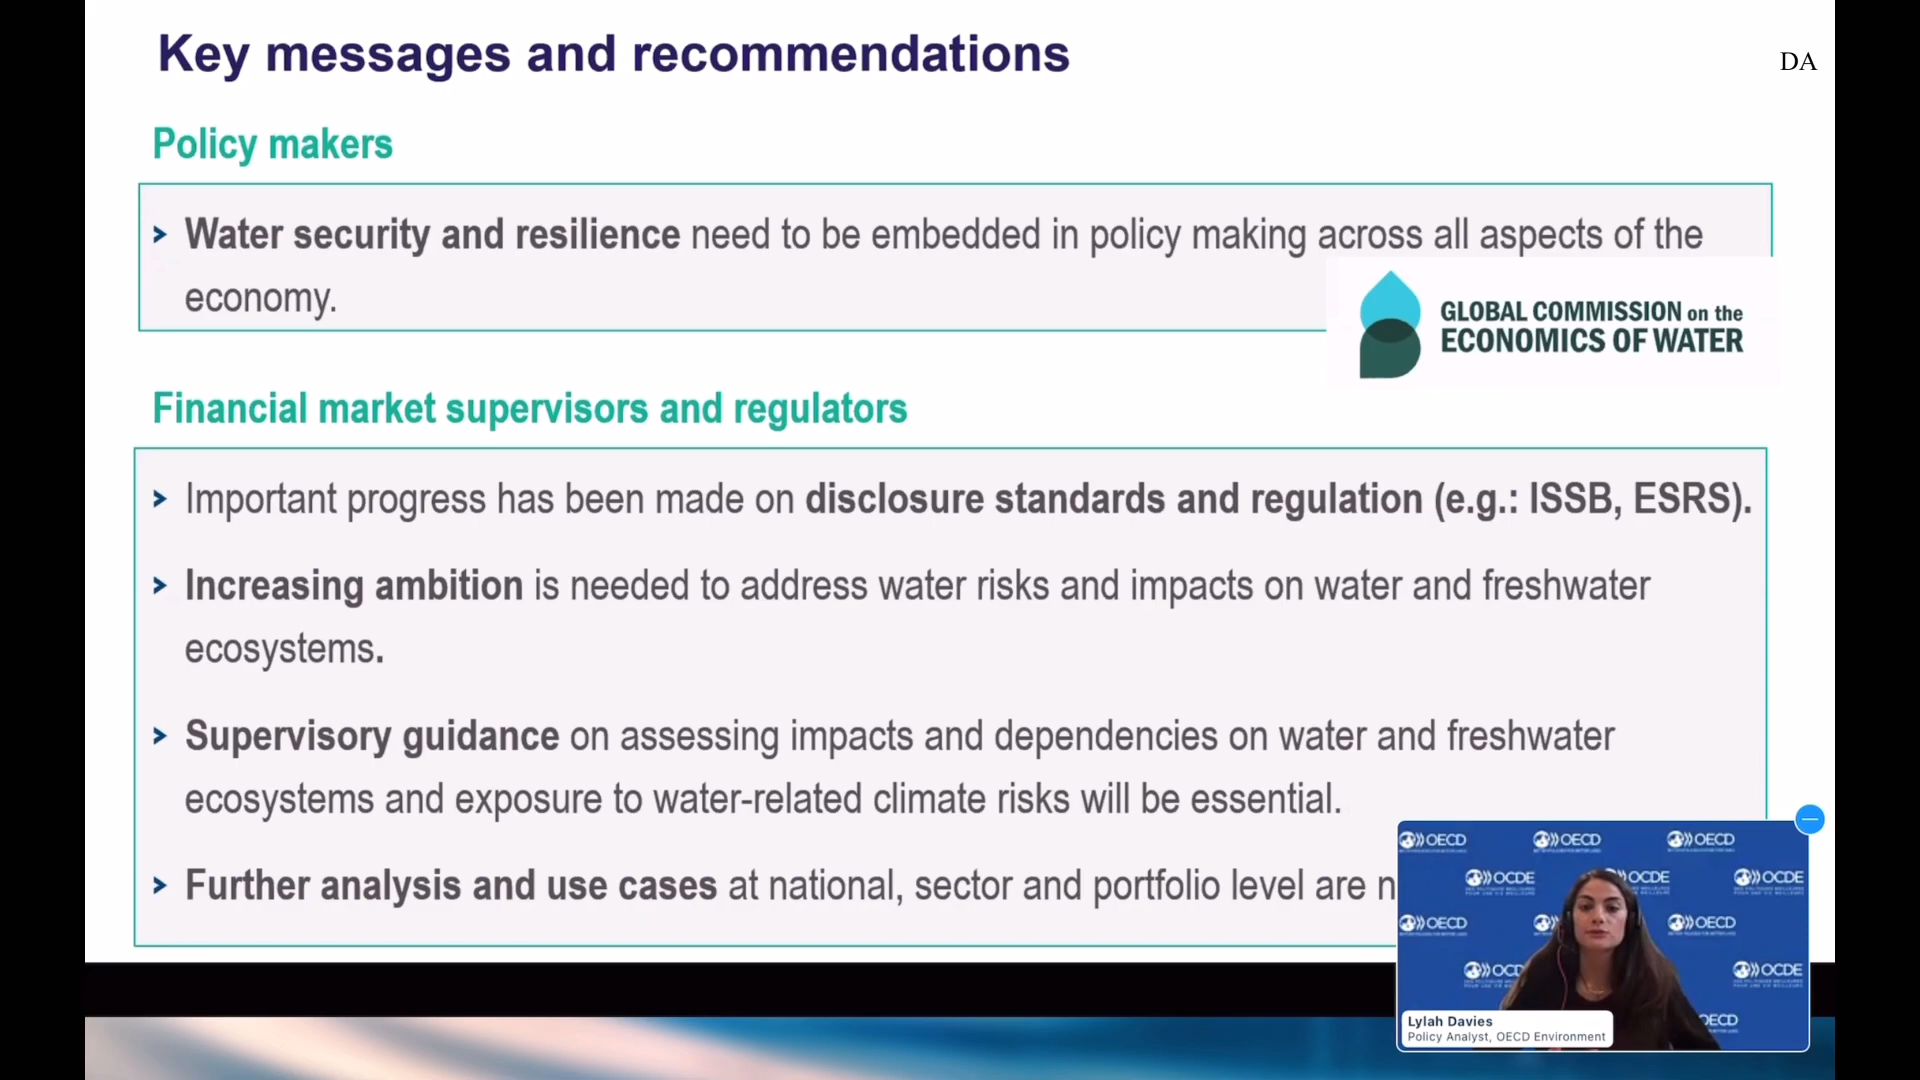 Key messages and recommendations
DA
Policy makers
> Water security and resilience need to be embedded in policy making across all aspects of the
economy.
GLOBAL COMMISSION on the
ECONOMICS OF WATER
Financial market supervisors and regulators
> Important progress has been made on disclosure standards and regulation (e.g.: ISSB, ESRS).
> Increasing ambition is needed to address water risks and impacts on water and freshwater
ecosystems.
> Supervisory guidance on assessing impacts and dependencies on water and freshwater
ecosystems and exposure to water-related climate risks will be essential.
> Further analysis and use cases at national, sector and portfolio level are
OECD OECD OECD
OCDE OCDE OCDE
OECD OECD
OCDE
OECD
Lylah Davies
Policy Analyst, OECD Environment